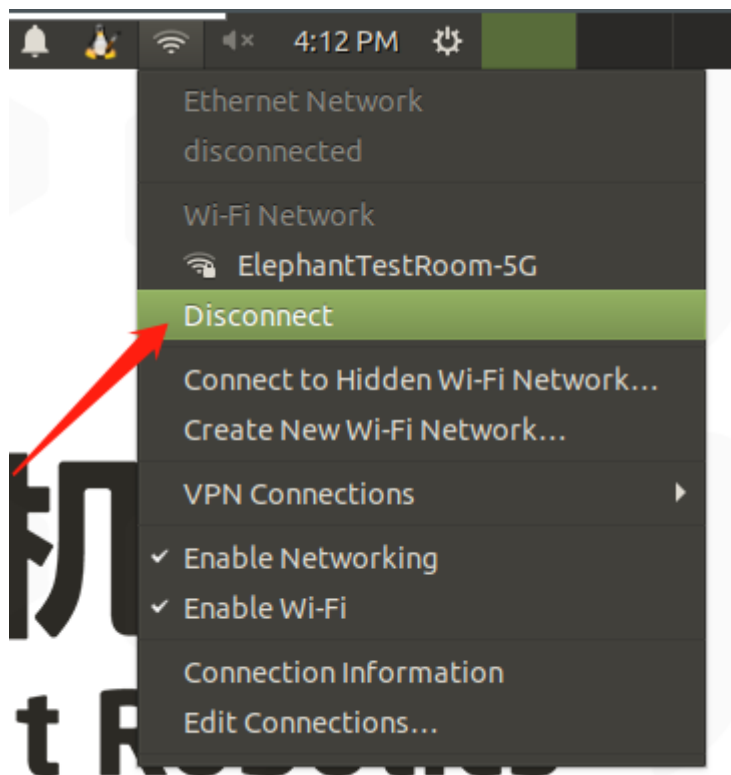 4:12 PM
Ethernet Network
disconnected
Wi-Fi Network
ElephantTestRoom-5G
Disconnect
Connect to Hidden Wi-Fi Network…
Create New Wi-Fi Network…
VPN Connections
Enable Networking
Enable Wi-Fi
Connection Information
Edit Connections…
机
t Robotics